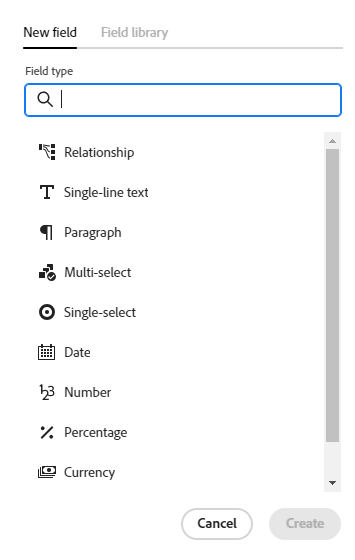 New field Field library
Field type
Relationship
Single-line text
Paragraph
Multi-select
Single-select
Date
Number
Percentage
Currency
Cancel Create